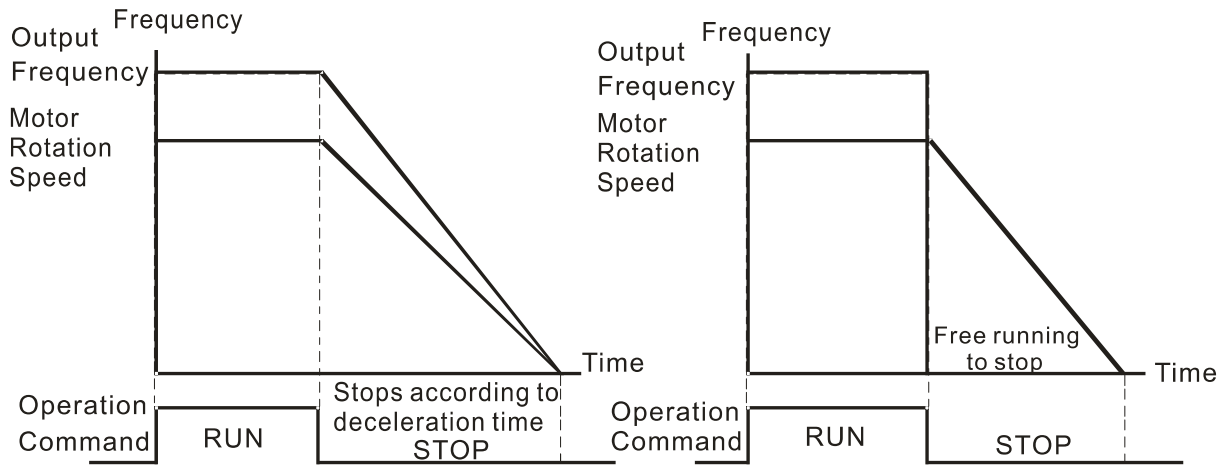 Frequency
Output
Frequency
Motor
Rotation
Speed
Time
Stops according to
deceleration time
Operation
Command
RUN
STOP
Frequency
Output
Frequency
Motor
Rotation
Speed
Free running
to stop
Time
Operation
Command
RUN
STOP